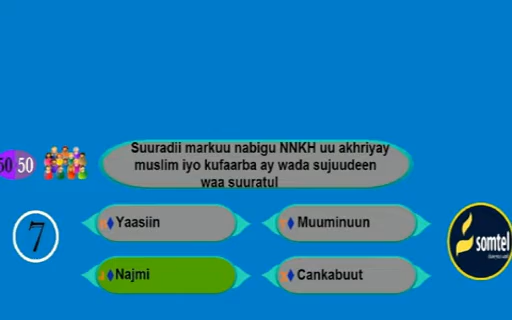 Suuradii markuu nabigu NNKH uu akhriyay
muslim iyo kufaarba ay wada sujuudeen
waa suuratul
50 50
7
Yaasiin
Muuminuun
Najmi
Cankabuut
somtel